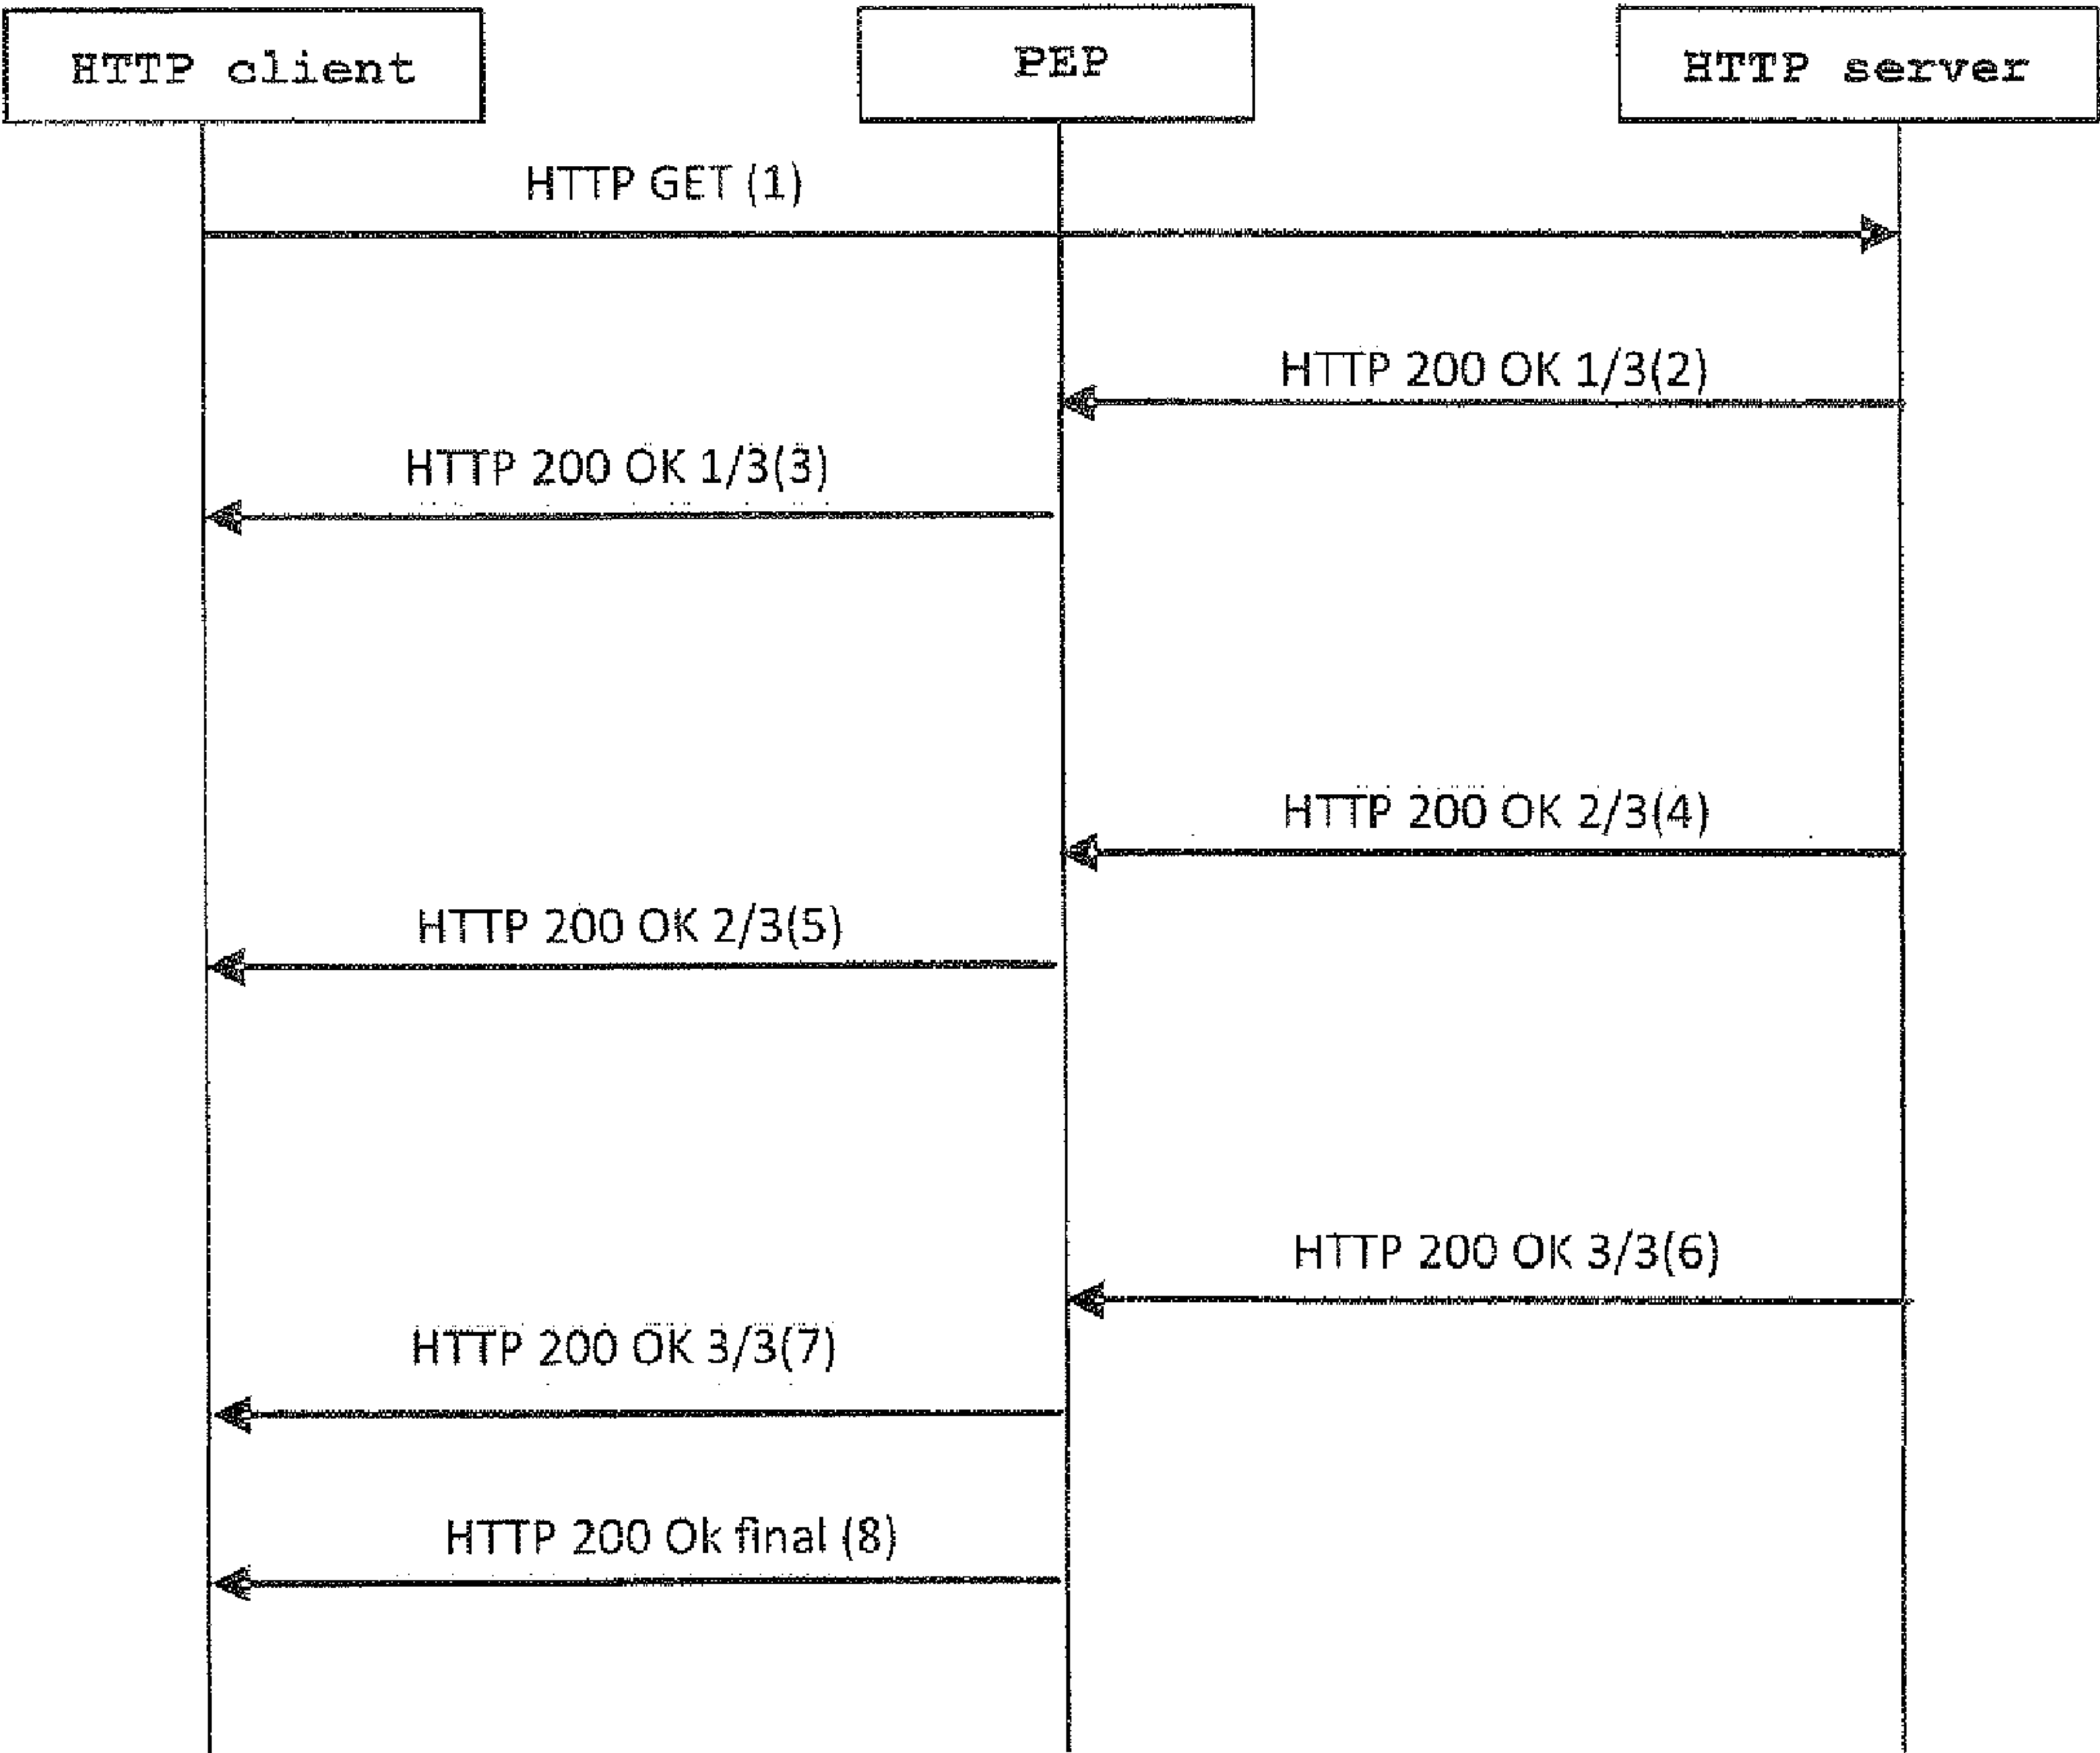 HTTP client
PEP
HTTP server
HTTP GET (1)
HTTP 200 OK 1/3(2)
HTTP 200 OK 1/3(3)
HTTP 200 OK 2/3(4)
HTTP 200 OK 2/3(5)
HTTP 200 OK 3/3(6)
HTTP 200 OK 3/3(7)
HTTP 200 Ok final (8)